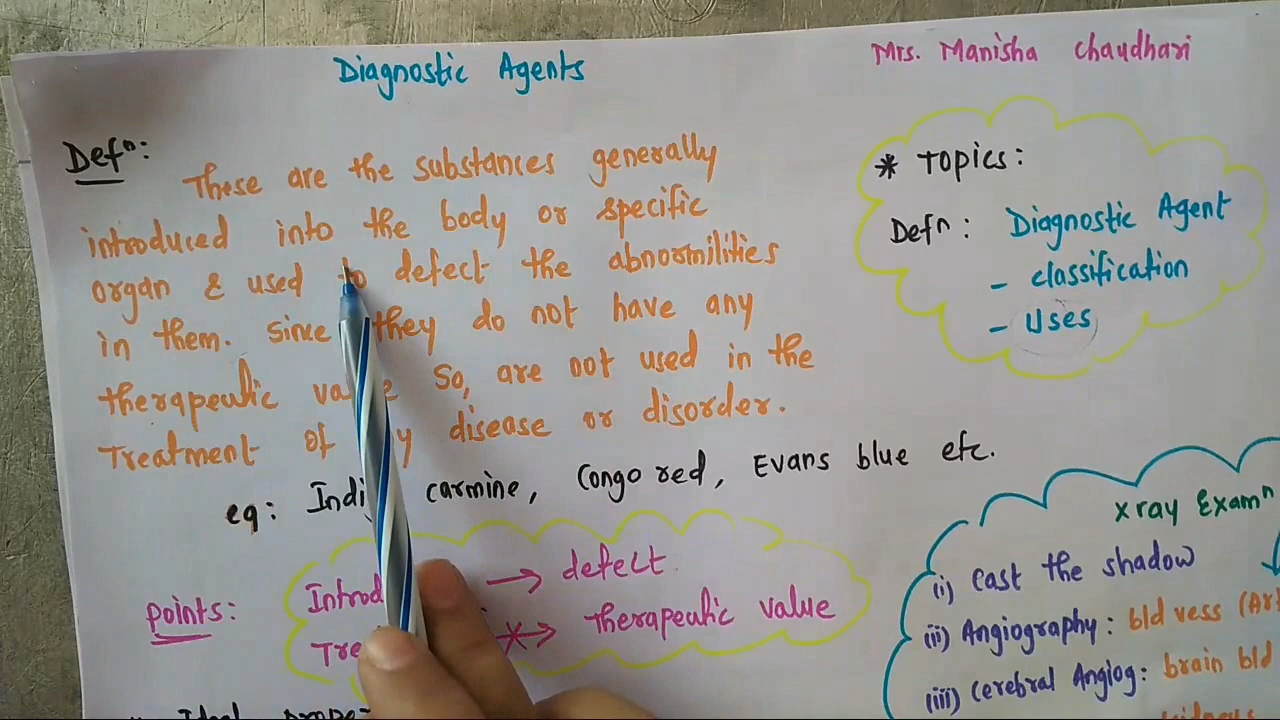 Diagnostic Agents
Mrs. Manisha Chaudhari
Defⁿ:
These are the substances generally
introduced into the body or specific
organ & used to defect the abnormilities
in them. Since they do not have any
therapeutic so, are not used in the
Treatment of disease or disorder.
eg: carmine, Congo red, Evans blue etc.
Points:
→ defect
→ Therapeutic value
* Topics:
Defⁿ: Diagnostic Agent
- classification
- Uses
xray Examⁿ
(i) Cast the shadow
(ii) Angiography: bld vess
(iii) Cerebral Angiog: brain bld
kidneys